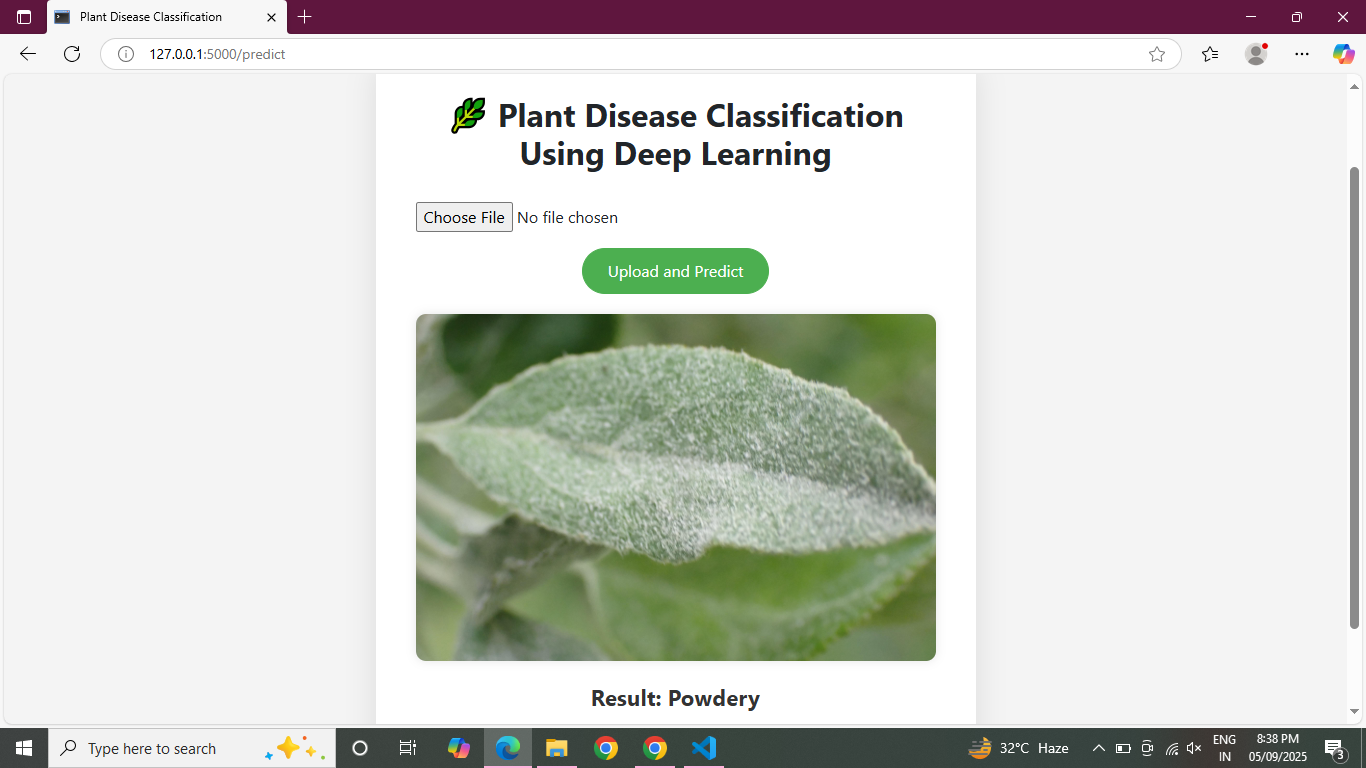 Plant Disease Classification
127.0.0.1:5000/predict
🌿 Plant Disease Classification
Using Deep Learning
Choose File No file chosen
Upload and Predict
Result: Powdery
Type here to search
32°C Haze
ENG
IN
8:38 PM
05/09/2025
3